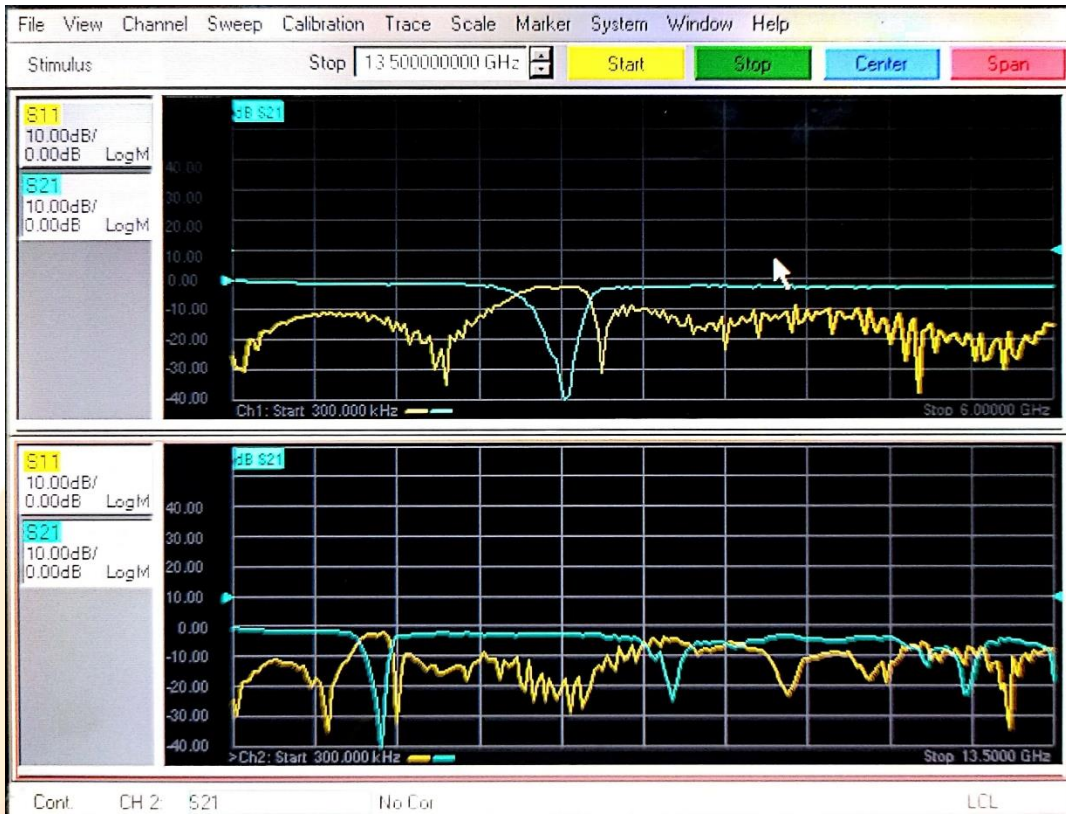 File View Channel Sweep Calibration Trace Scale Marker System Window Help
Stimulus Stop 13.500000000 GHz Start Stop Center Span
S11
10.00dB/
0.00dB LogM
S21
10.00dB/
0.00dB LogM
dB S21
40.00
30.00
20.00
10.00
0.00
-10.00
-20.00
-30.00
-40.00
Ch1: Start 300.000 kHz Stop 6.00000 GHz
S11
10.00dB/
0.00dB LogM
S21
10.00dB/
0.00dB LogM
dB S21
40.00
30.00
20.00
10.00
0.00
-10.00
-20.00
-30.00
-40.00
>Ch2: Start 300.000 kHz Stop 13.5000 GHz
Cont. CH 2: S21 No Cor LCL